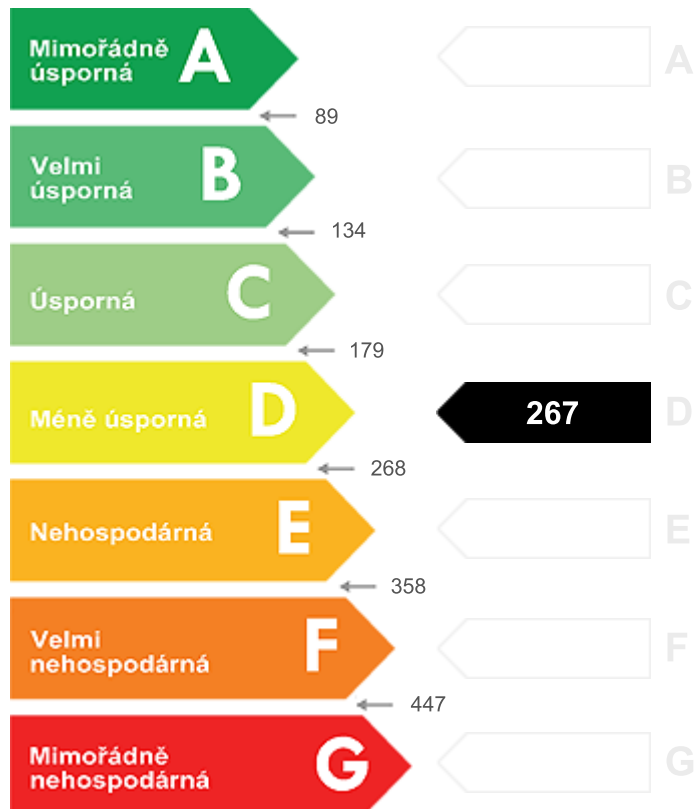 Mimořádně
úsporná
A
A
89
Velmi
úsporná
B
B
134
Úsporná
C
C
179
Méně úsporná
D
267
D
268
Nehospodárná
E
E
358
Velmi
nehospodárná
F
F
447
Mimořádně
nehospodárná
G
G